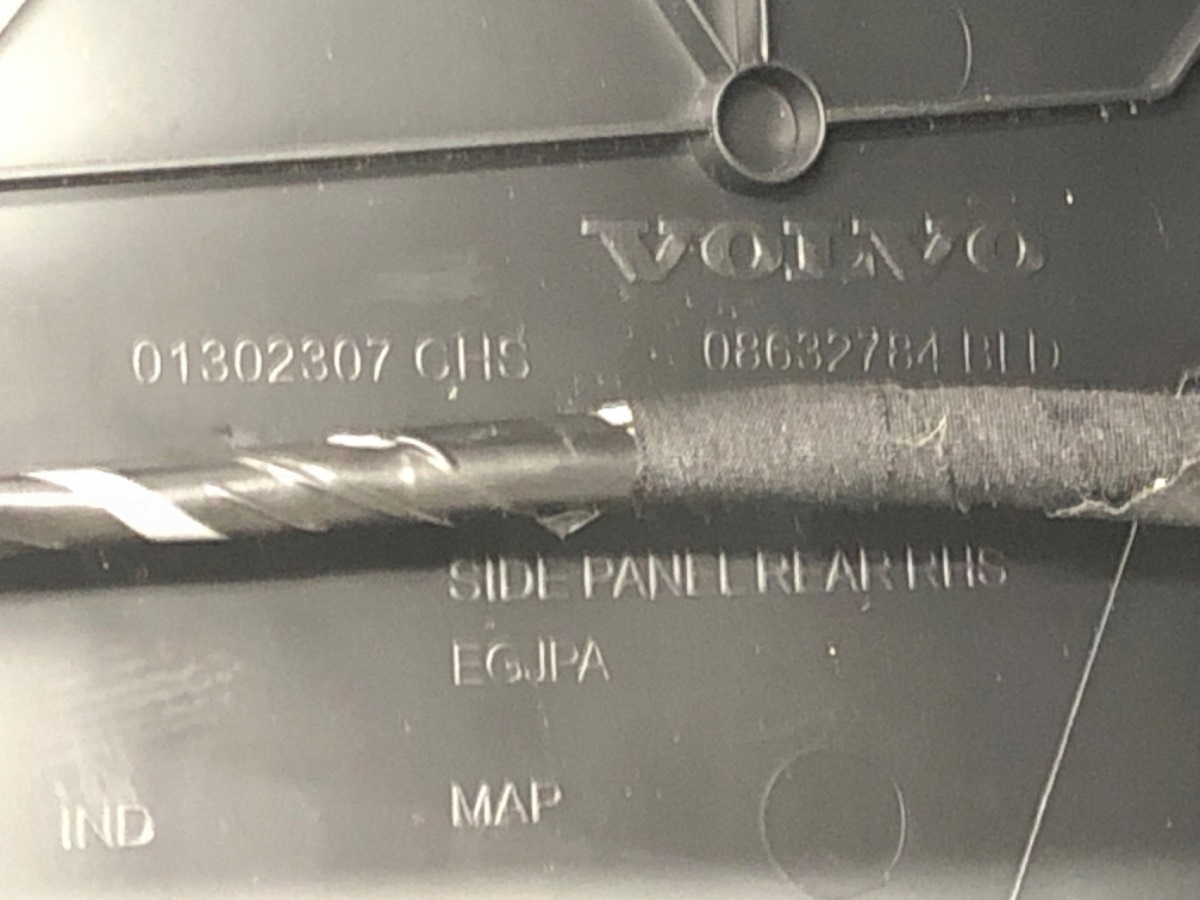 VOLVO
01302307 CHS 08632784 BLD
SIDE PANEL REAR RHS
EGJPA
IND MAP